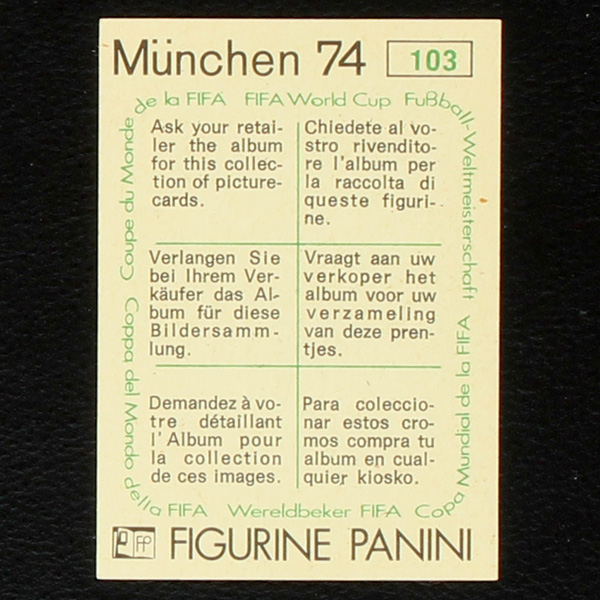 München 74 103
Coupe du Monde de la FIFA FIFA World Cup Fußball-Weltmeisterschaft
Ask your retai-
ler the album
for this collec-
tion of picture-
cards.
Chiedete al vo-
stro rivendito-
re l'album per
la raccolta di
queste figuri-
ne.
Verlangen Sie
bei Ihrem Ver-
käufer das Al-
bum für diese
Bildersamm-
lung.
Vraagt aan uw
verkoper het
album voor uw
verzameling
van deze pren-
tjes.
Demandez à vo-
tre détaillant
l'Album pour
la collection
de ces images.
Para coleccio-
nar estos cro-
mos compra tu
album en cual-
quier kiosko.
Coppa del Mondo della FIFA Wereldbeker FIFA Copa Mundial de la FIFA
FP FIGURINE PANINI